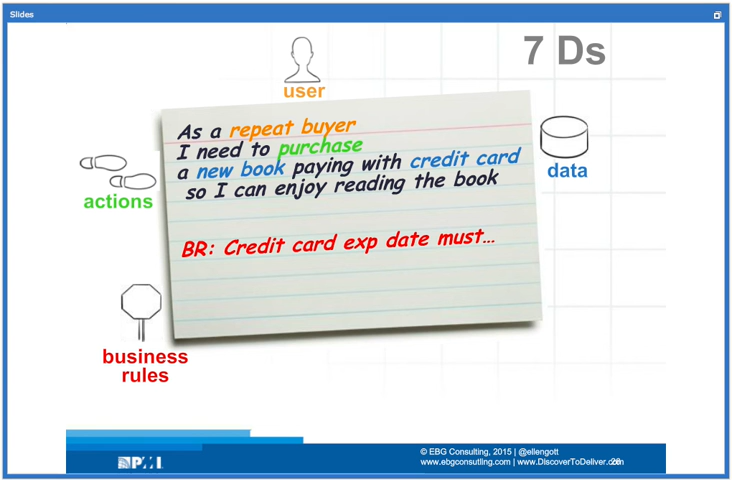 Slides
7 Ds
user
As a repeat buyer
I need to purchase
a new book paying with credit card
so I can enjoy reading the book
BR: Credit card exp date must...
data
actions
business
rules
PMI
© EBG Consulting, 2015 | @ellengott
www.ebgconsutling.com | www.DiscoverToDeliver.com